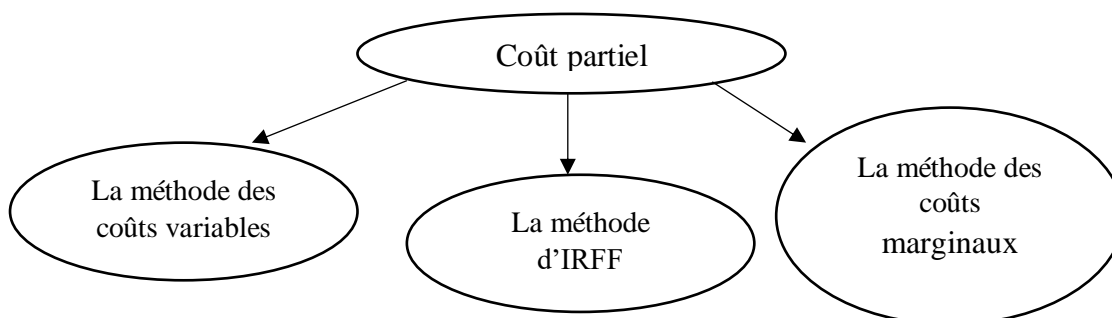 Coût partiel
La méthode des
coûts variables
La méthode
d’IRFF
La méthode des
coûts
marginaux